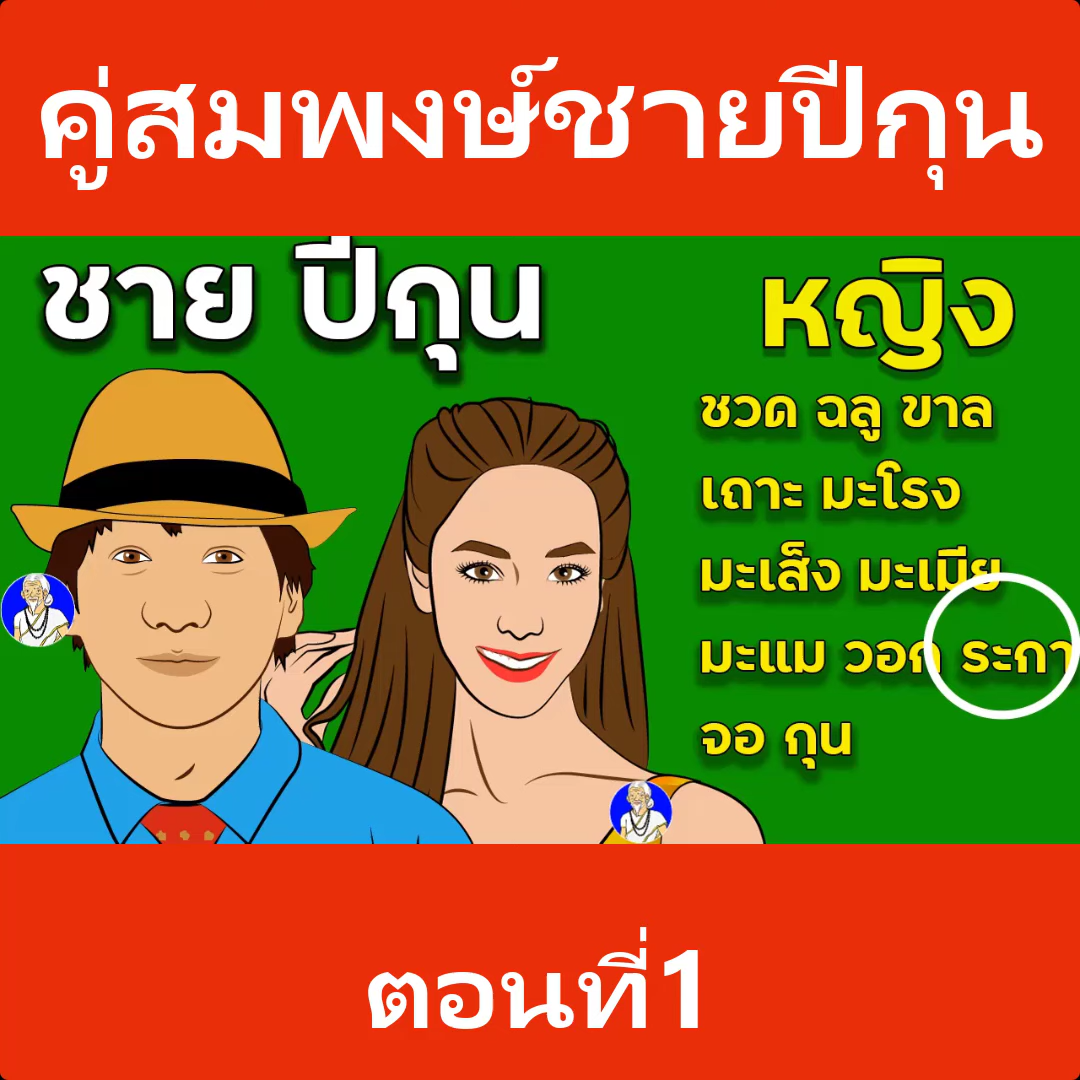 คู่สมพงษ์ชายปีกุน
ชาย ปีกุน
หญิง
ชวด ฉลู ขาล
เถาะ มะโรง
มะเส็ง มะเมีย
มะแม วอก ระกา
จอ กุน
ตอนที่1